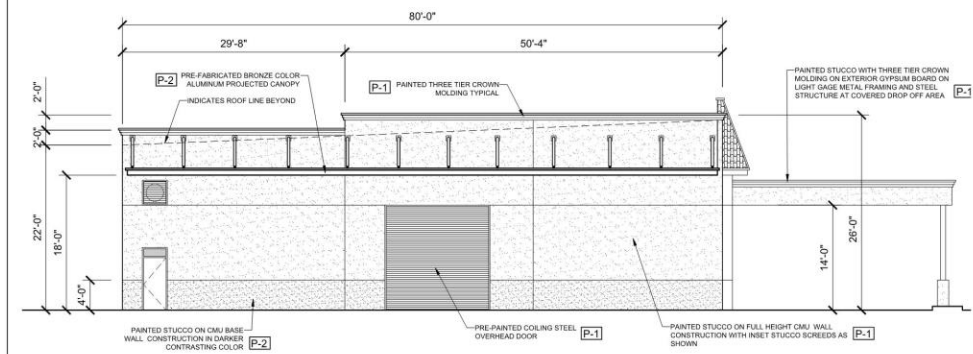 80'-0"
29'-8"
50'-4"
P-2 PRE-FABRICATED BRONZE COLOR
ALUMINUM PROJECTED CANOPY
INDICATES ROOF LINE BEYOND
P-1 PAINTED THREE TIER CROWN
MOLDING TYPICAL
PAINTED STUCCO WITH THREE TIER CROWN
MOLDING ON EXTERIOR GYPSUM BOARD ON
LIGHT GAGE METAL FRAMING AND STEEL
STRUCTURE AT COVERED DROP OFF AREA P-1
2'-0"
2'-0"
22'-0"
18'-0"
4'-0"
14'-0"
26'-0"
PAINTED STUCCO ON CMU BASE
WALL CONSTRUCTION IN DARKER
CONTRASTING COLOR P-2
PRE-PAINTED COILING STEEL
OVERHEAD DOOR P-1
PAINTED STUCCO ON FULL HEIGHT CMU WALL
CONSTRUCTION WITH INSET STUCCO SCREEDS AS
SHOWN P-1